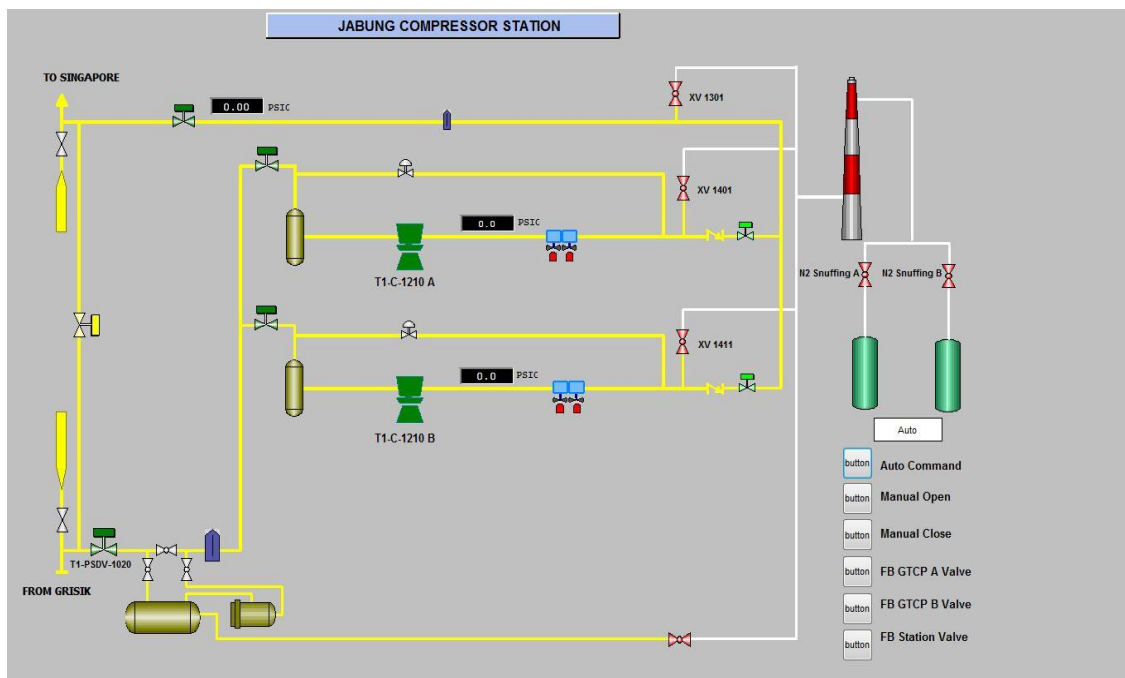 JABUNG COMPRESSOR STATION
TO SINGAPORE
0.00 PSIC
XV 1301
XV 1401
0.0 PSIC
T1-C-1210 A
N2 Snuffing A
N2 Snuffing B
XV 1411
0.0 PSIC
T1-C-1210 B
Auto
button Auto Command
button Manual Open
button Manual Close
T1-PSDV-1020
button FB GTCP A Valve
FROM GRISIK
button FB GTCP B Valve
button FB Station Valve